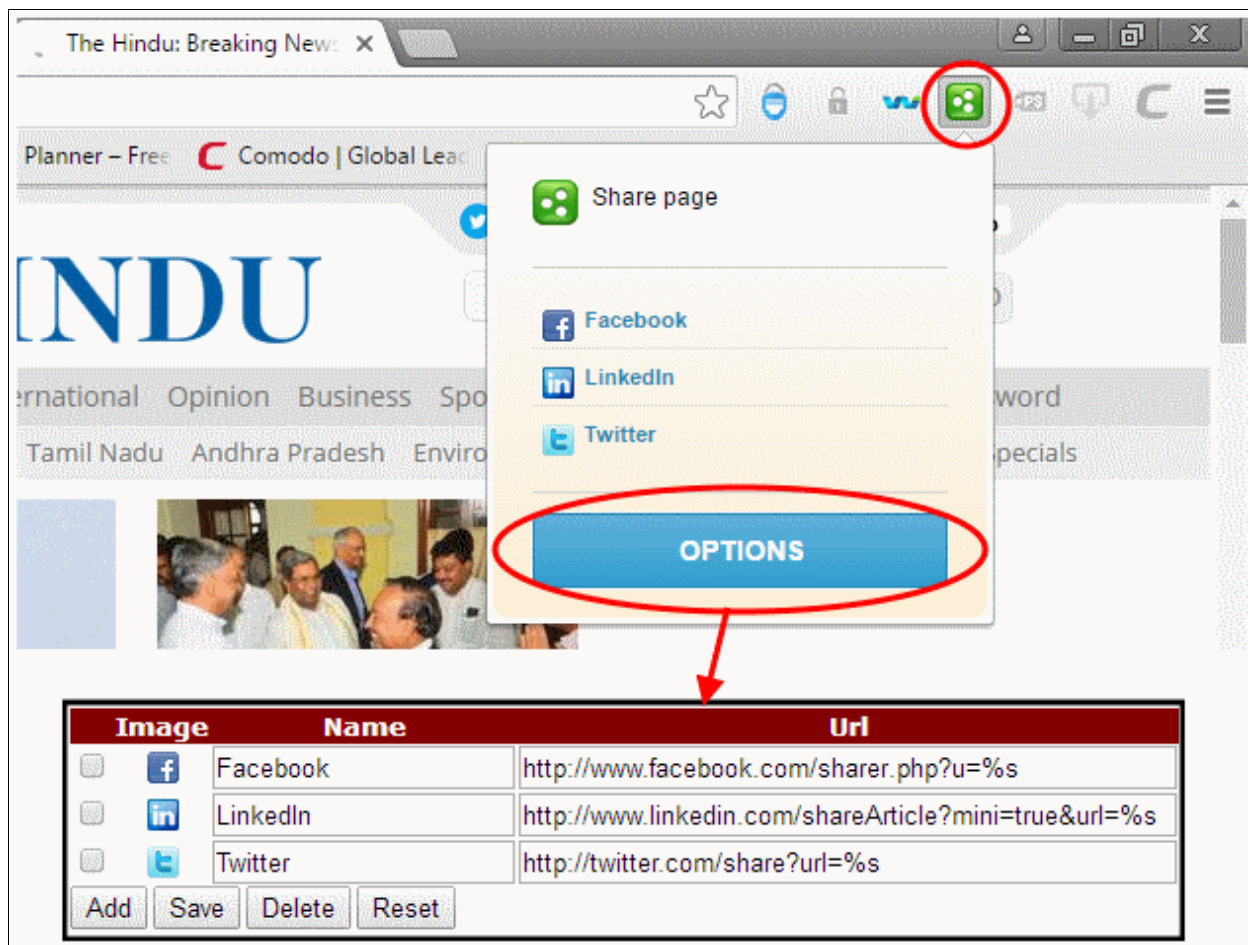 The Hindu: Breaking News
Planner – Free
Comodo | Global Lead
Share page
INDU
Facebook
LinkedIn
Twitter
ernational Opinion Business Spo word
Tamil Nadu Andhra Pradesh Enviro pecials
OPTIONS
Image Name Url
Facebook http://www.facebook.com/sharer.php?u=%s
LinkedIn http://www.linkedin.com/shareArticle?mini=true&url=%s
Twitter http://twitter.com/share?url=%s
Add Save Delete Reset